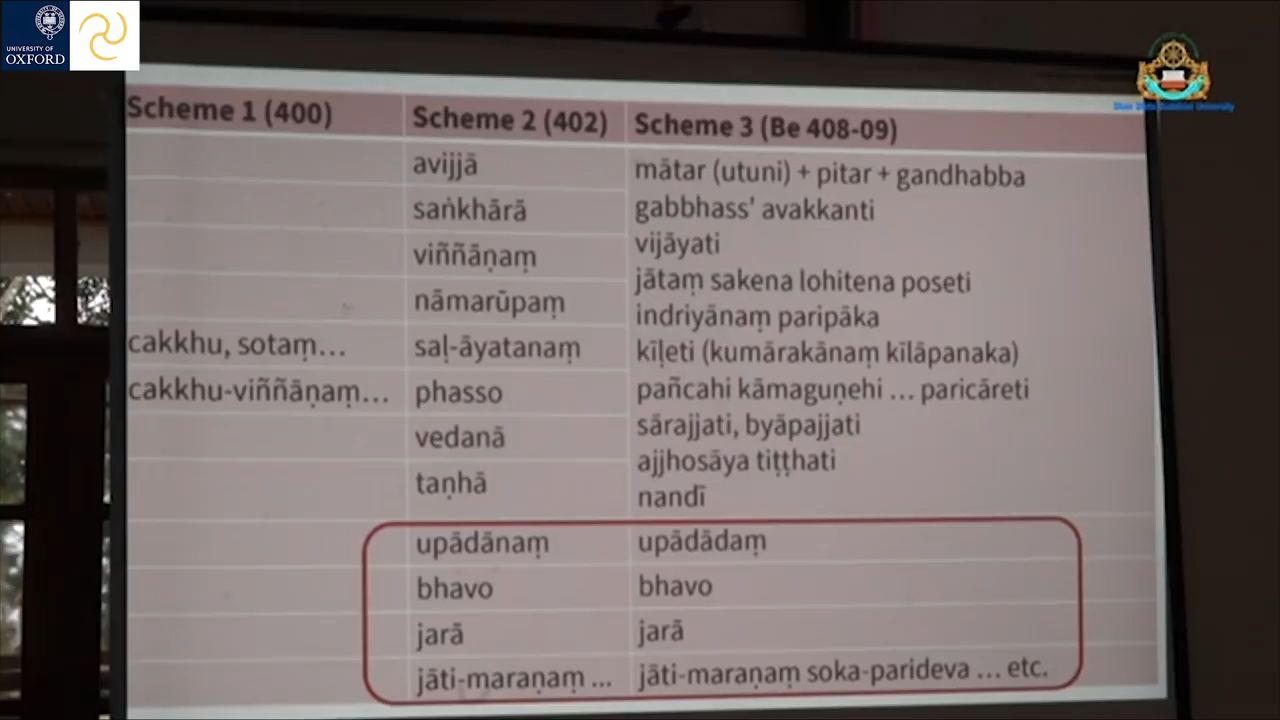 UNIVERSITY OF
OXFORD
Scheme 1 (400) Scheme 2 (402) Scheme 3 (Be 408-09)
avijjā mātar (utuni) + pitar + gandhabba
saṅkhārā gabbhass' avakkanti
viññāṇaṃ vijāyati
nāmarūpaṃ jātaṃ sakena lohitena poseti
indriyānaṃ paripāka
cakkhu, sotaṃ... saḷ-āyatanaṃ kīḷeti (kumārakānaṃ kīlāpanaka)
cakkhu-viññāṇaṃ... phasso pañcahi kāmaguṇehi ... paricāreti
vedanā sārajjati, byāpajjati
ajjhosāya tiṭṭhati
taṇhā nandī
upādānaṃ upādādaṃ
bhavo bhavo
jarā jarā
jāti-maraṇaṃ ... jāti-maraṇaṃ soka-parideva ... etc.